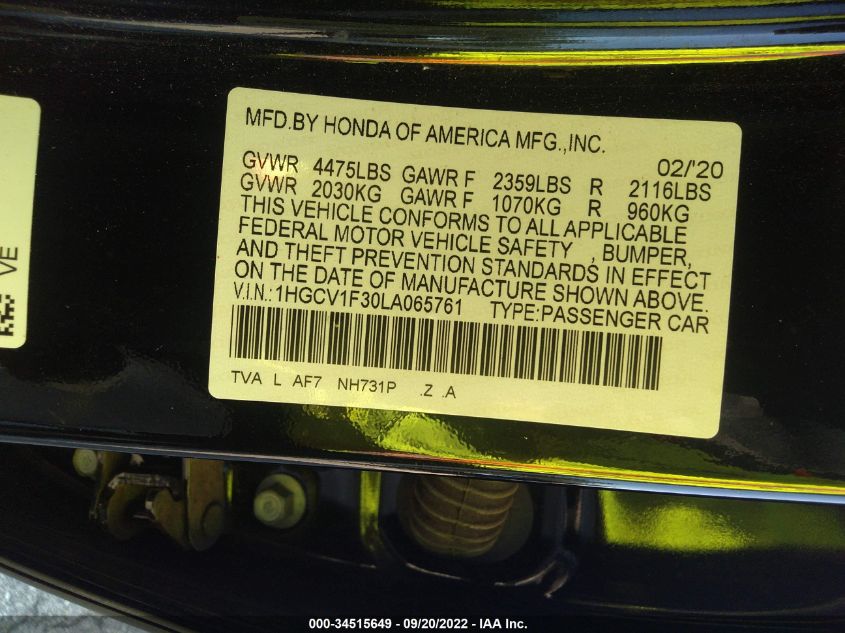 MFD.BY HONDA OF AMERICA MFG.,INC.
02/'20
GVWR 4475LBS GAWR F 2359LBS R 2116LBS
GVWR 2030KG GAWR F 1070KG R 960KG
THIS VEHICLE CONFORMS TO ALL APPLICABLE
FEDERAL MOTOR VEHICLE SAFETY , BUMPER,
AND THEFT PREVENTION STANDARDS IN EFFECT
ON THE DATE OF MANUFACTURE SHOWN ABOVE.
V.I.N.: 1HGCV1F30LA065761 TYPE:PASSENGER CAR
TVA L AF7 NH731P .Z .A
VE
000-34515649 - 09/20/2022 - IAA Inc.